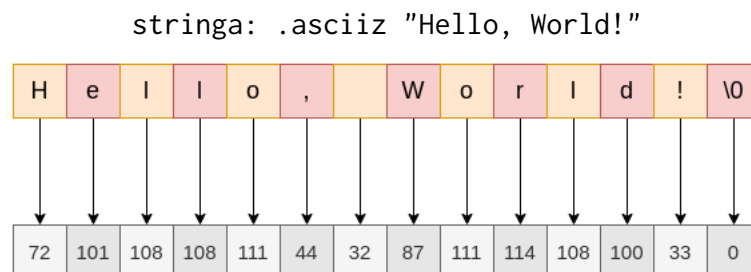 stringa: .asciiz "Hello, World!"
H e l l o , W o r l d ! \0
72 101 108 108 111 44 32 87 111 114 108 100 33 0